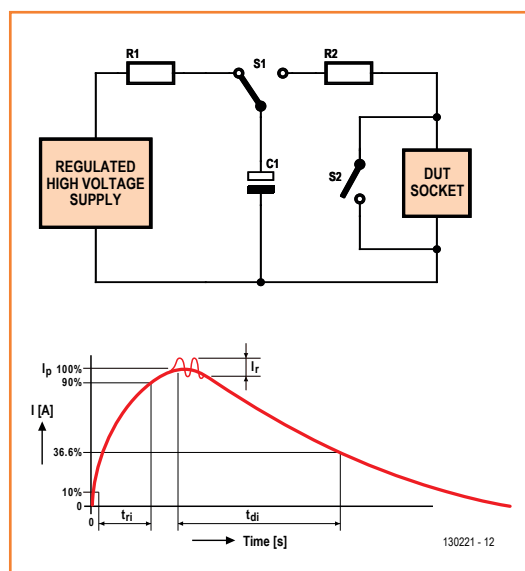 R1
S1
R2
REGULATED
HIGH VOLTAGE
SUPPLY
C1
S2
DUT
SOCKET
Ip 100%
Ir
90%
I [A]
36.6%
10%
0
0
tri
tdi
Time [s]
130221 - 12